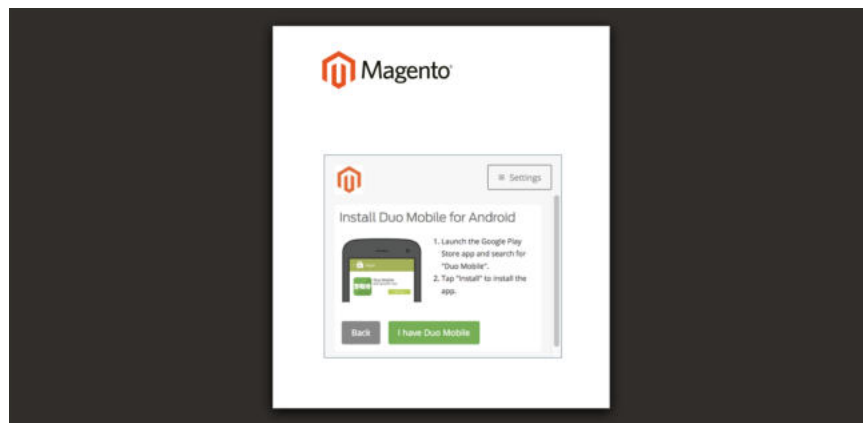 Magento
Settings
Install Duo Mobile for Android
1. Launch the Google Play
Store app and search for
"Duo Mobile".
2. Tap "Install" to install the
app.
Back
I have Duo Mobile